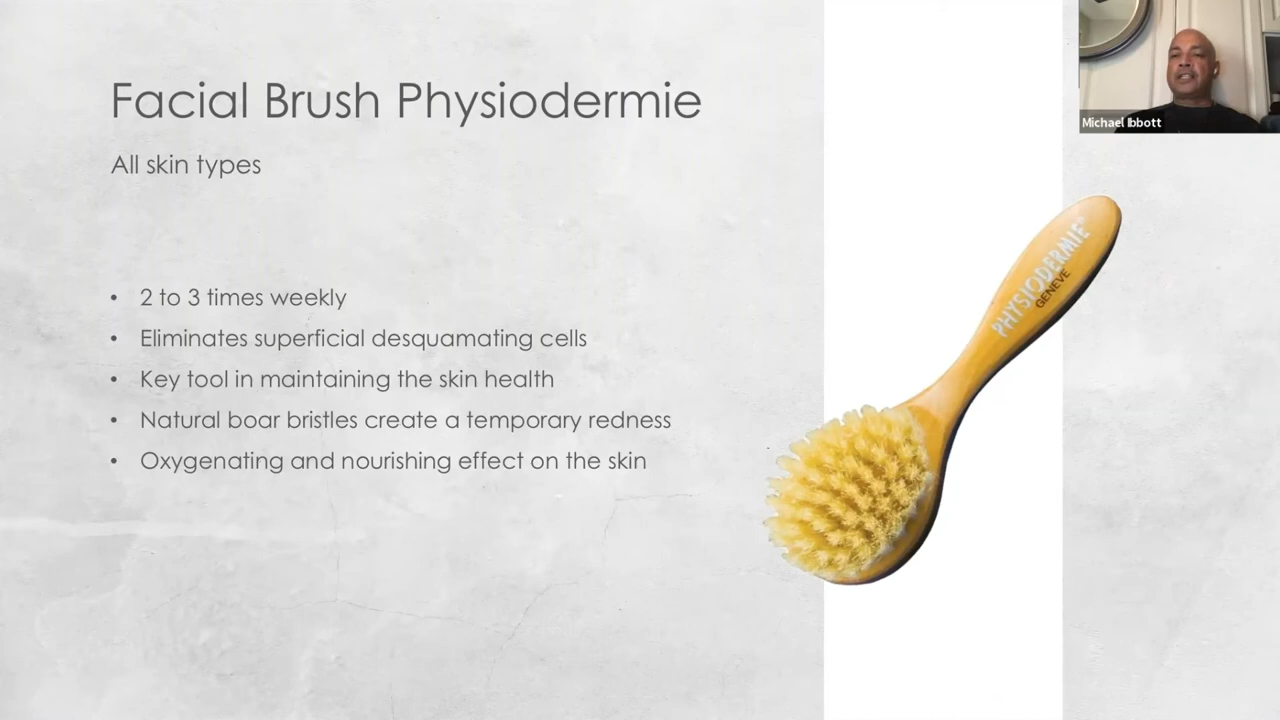 Facial Brush Physiodermie
All skin types
• 2 to 3 times weekly
• Eliminates superficial desquamating cells
• Key tool in maintaining the skin health
• Natural boar bristles create a temporary redness
• Oxygenating and nourishing effect on the skin
PHYSIODERMIE®
GENEVE
Michael Ibbott